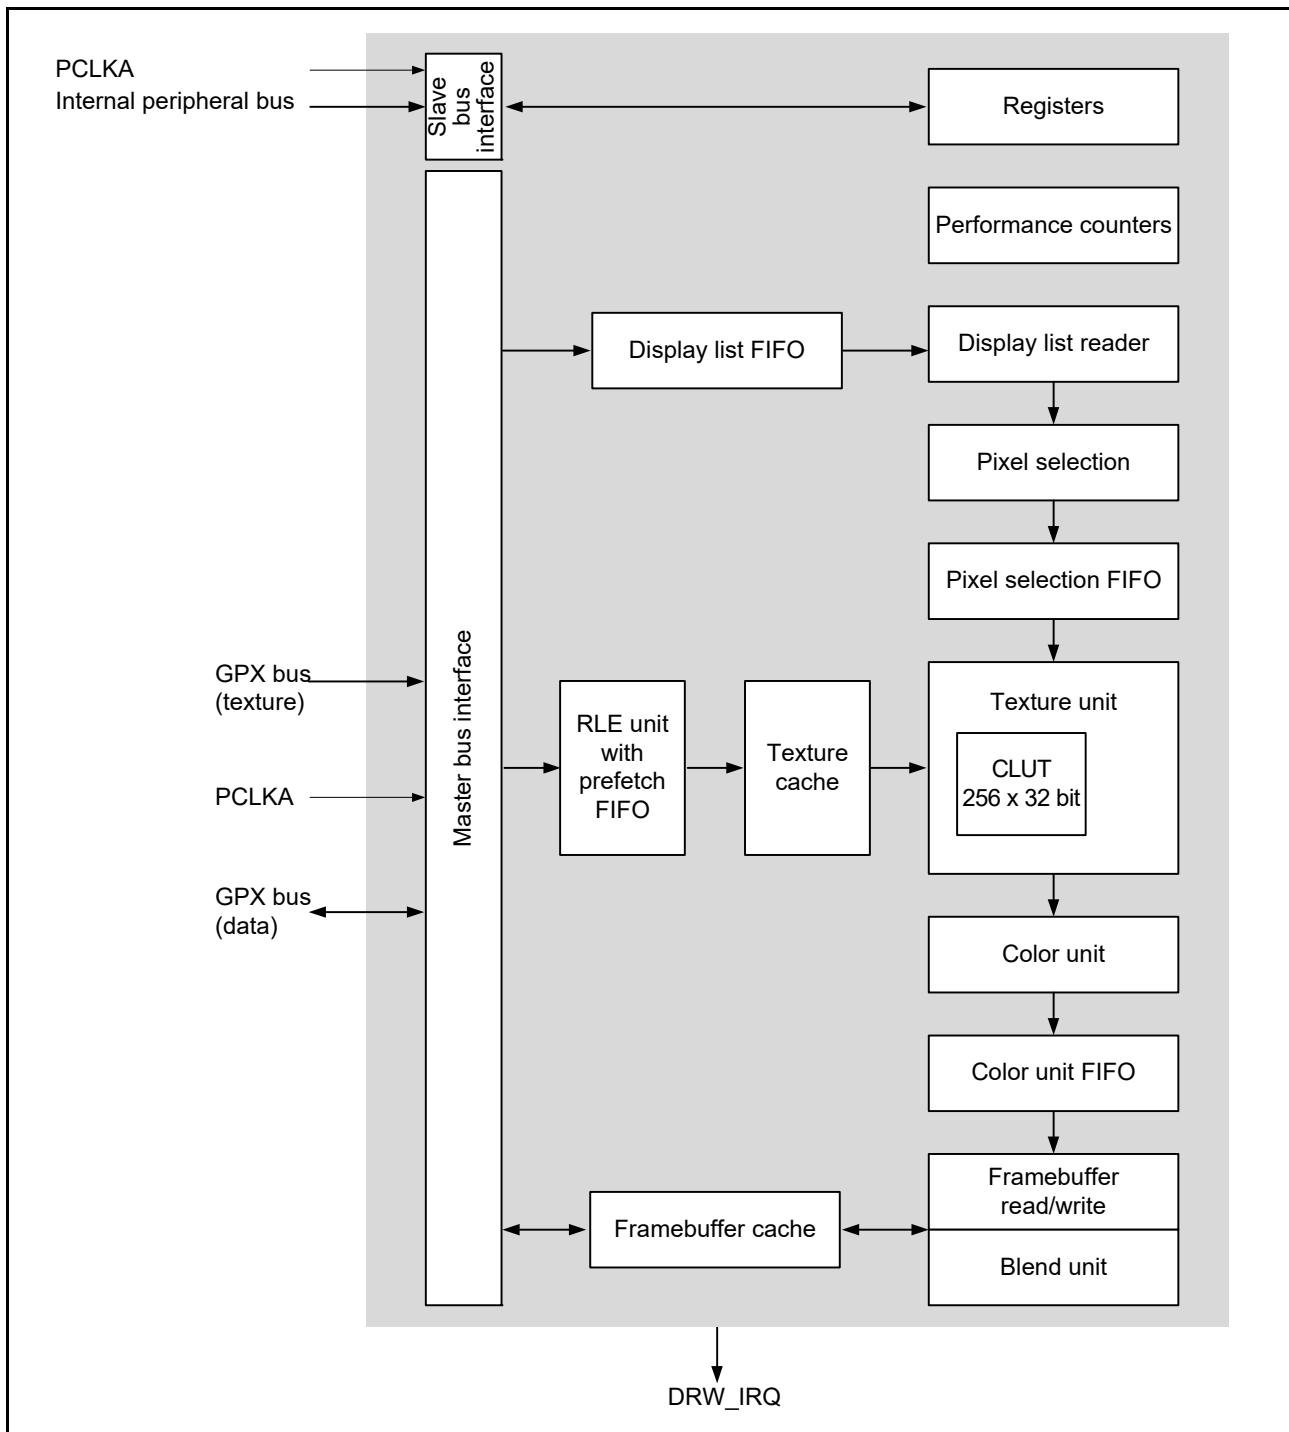 PCLKA
Internal peripheral bus
Slave
bus
interface
Registers
Performance counters
Display list FIFO
Display list reader
Pixel selection
Pixel selection FIFO
GPX bus
(texture)
PCLKA
GPX bus
(data)
Master bus interface
RLE unit
with
prefetch
FIFO
Texture
cache
Texture unit
CLUT
256 x 32 bit
Color unit
Color unit FIFO
Framebuffer
read/write
Framebuffer cache
Blend unit
DRW_IRQ